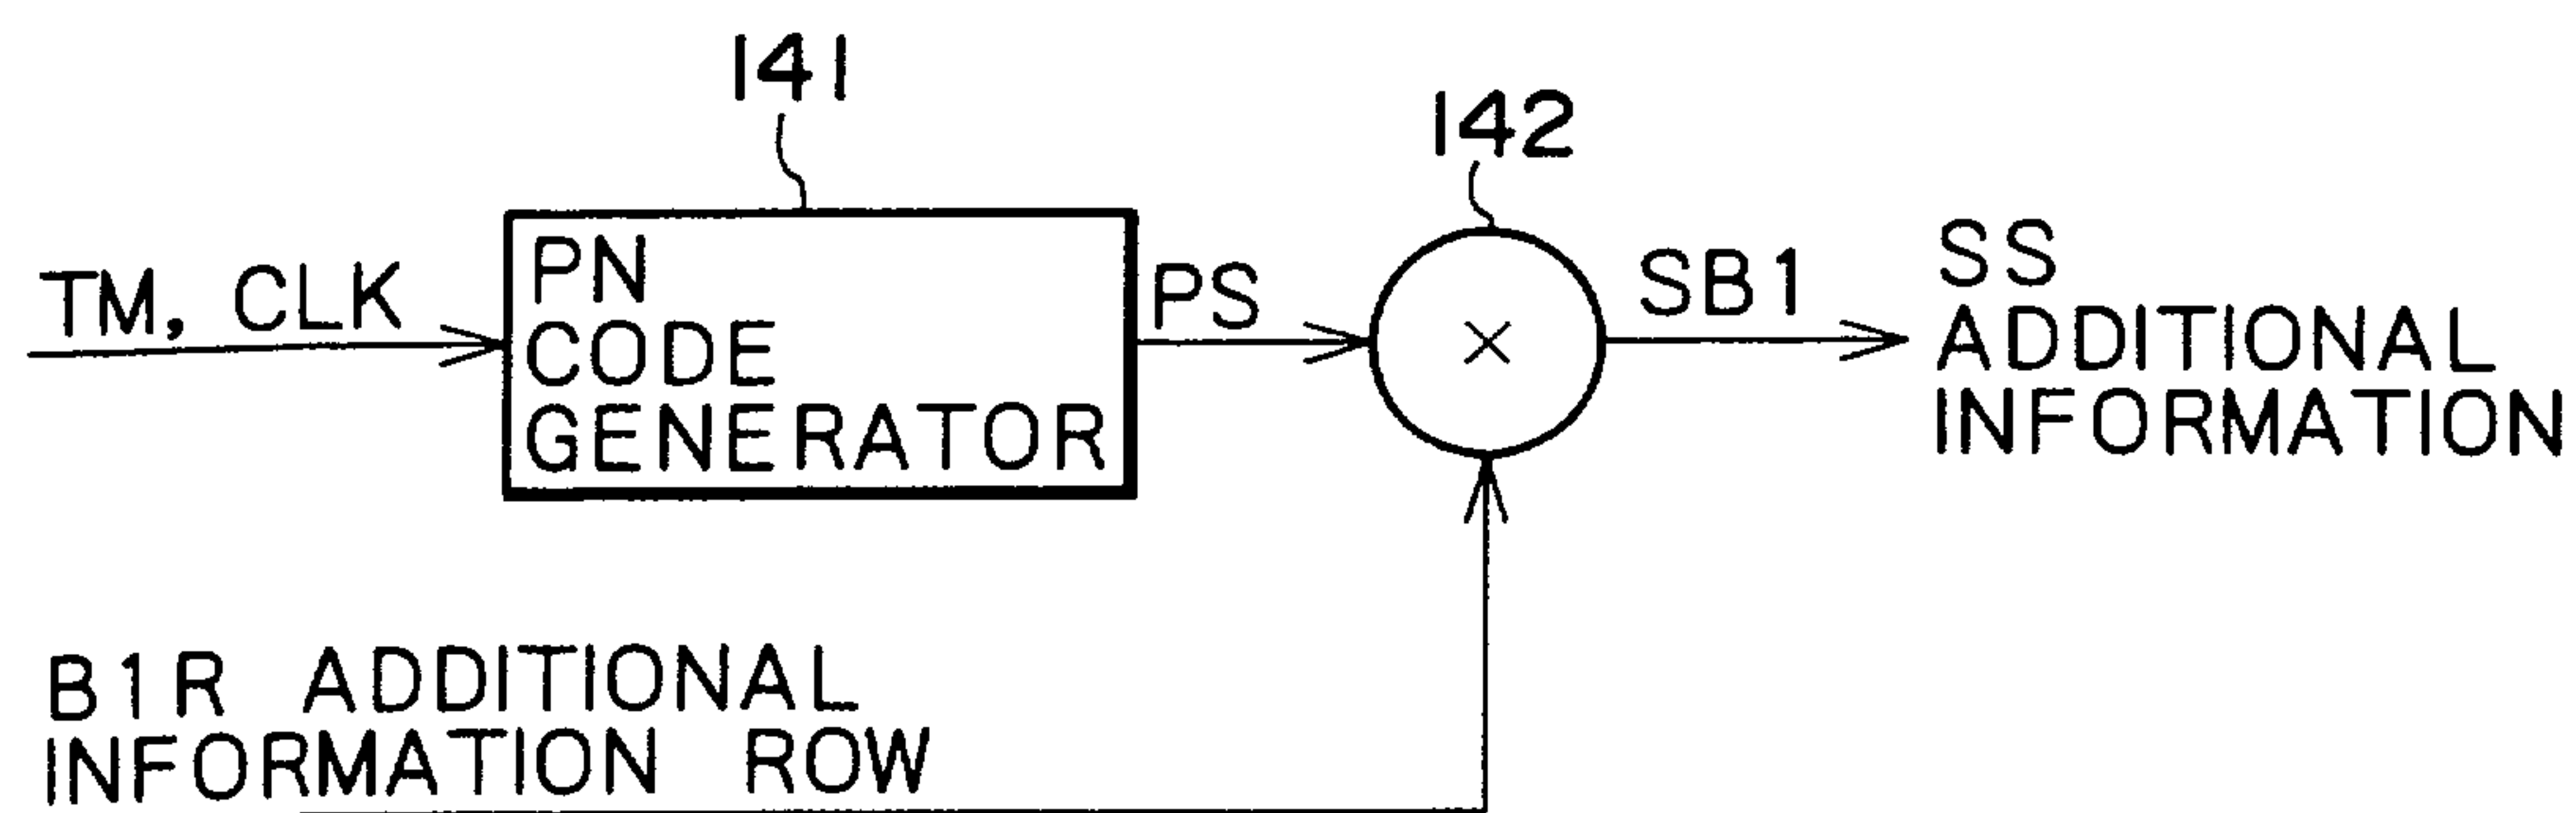 141
142
TM, CLK
PN
CODE
GENERATOR
PS
×
SB1
SS
ADDITIONAL
INFORMATION
B1R ADDITIONAL
INFORMATION ROW